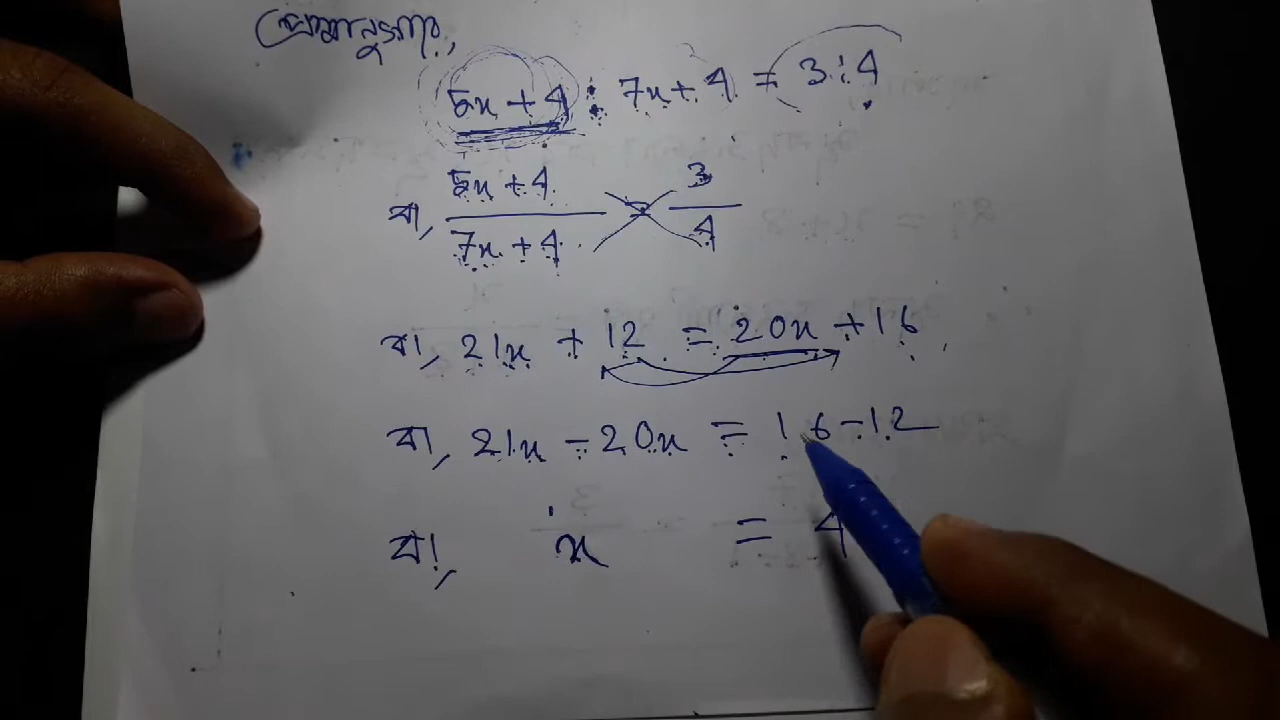 প্রশ্নানুসারে,
5x + 4 : 7x + 4 = 3 : 4
বা, 5x + 4 / 7x + 4 = 3 / 4
বা, 21x + 12 = 20x + 16
বা, 21x - 20x = 16 - 12
বা, x = 4